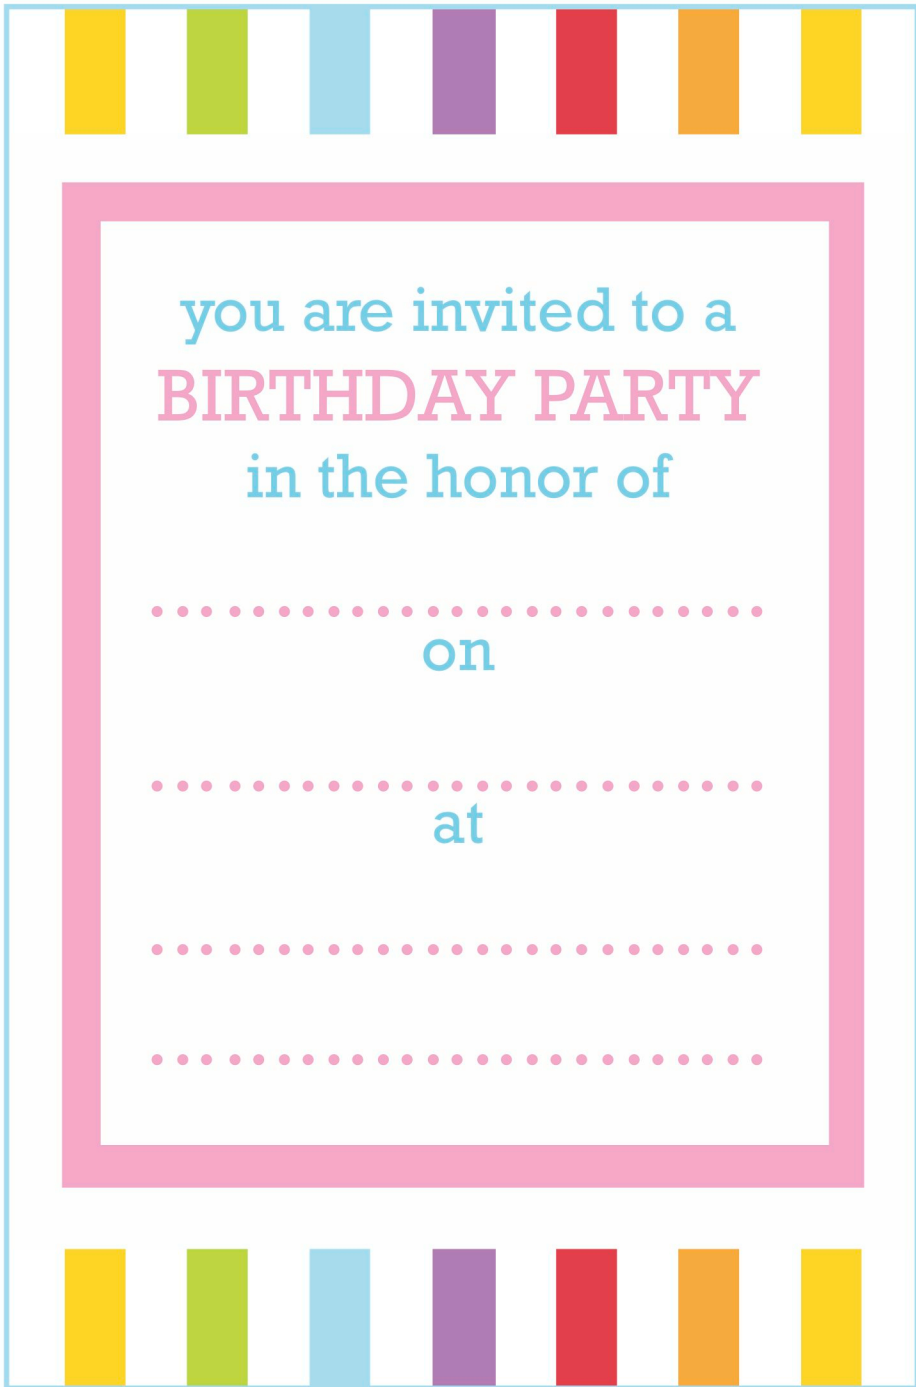 you are invited to a
BIRTHDAY PARTY
in the honor of
on
at